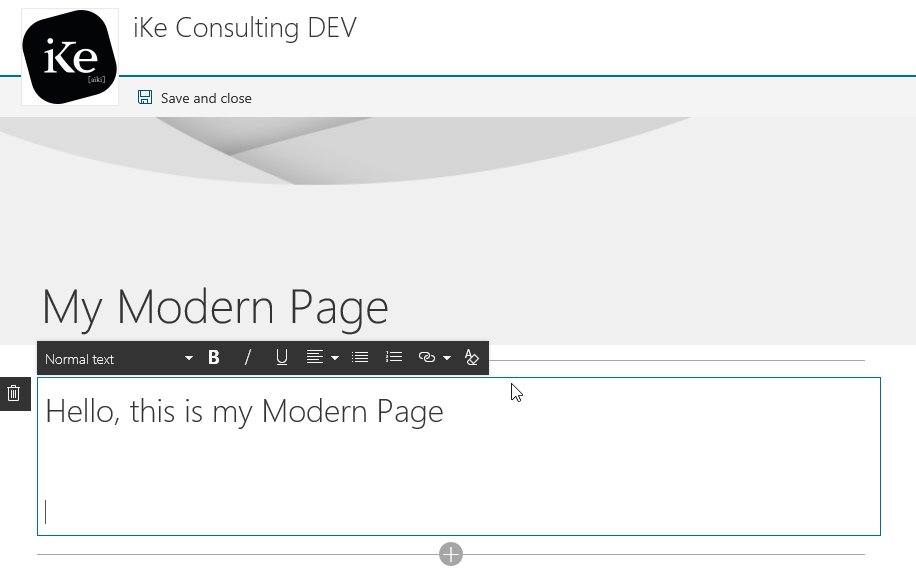 iKe Consulting DEV
iKe
[aiki]
Save and close
My Modern Page
Normal text
B
/
U
Hello, this is my Modern Page